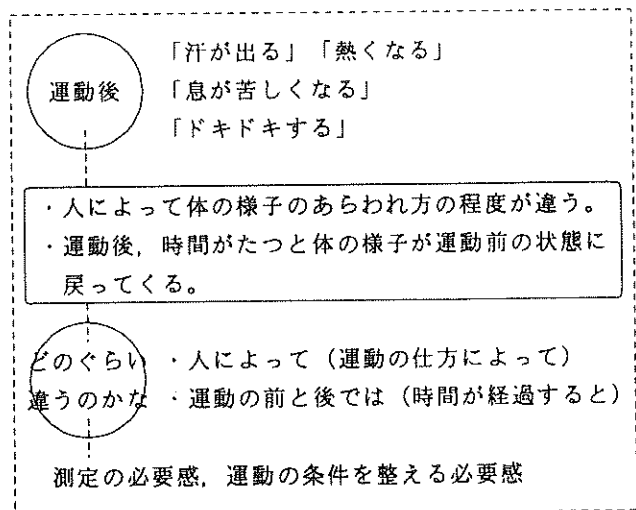 「汗が出る」「熱くなる」
運動後
「息が苦しくなる」
「ドキドキする」
・人によって体の様子のあらわれ方の程度が違う。
・運動後，時間がたつと体の様子が運動前の状態に
戻ってくる。
どのぐらい ・人によって（運動の仕方によって）
違うのかな ・運動の前と後では（時間が経過すると）
測定の必要感，運動の条件を整える必要感